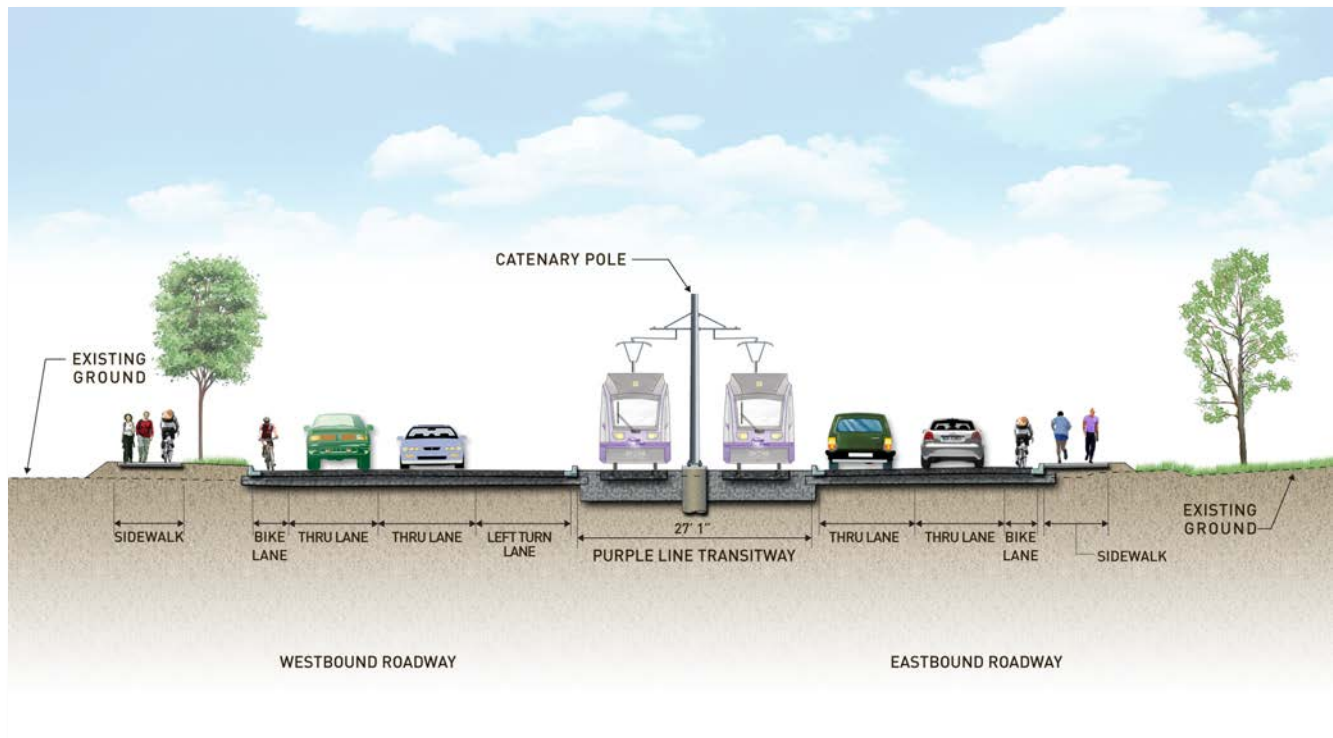 CATENARY POLE
EXISTING
GROUND
EXISTING
GROUND
SIDEWALK
BIKE
LANE
THRU LANE
THRU LANE
LEFT TURN
LANE
27' 1"
PURPLE LINE TRANSITWAY
THRU LANE
THRU LANE
BIKE
LANE
SIDEWALK
WESTBOUND ROADWAY
EASTBOUND ROADWAY